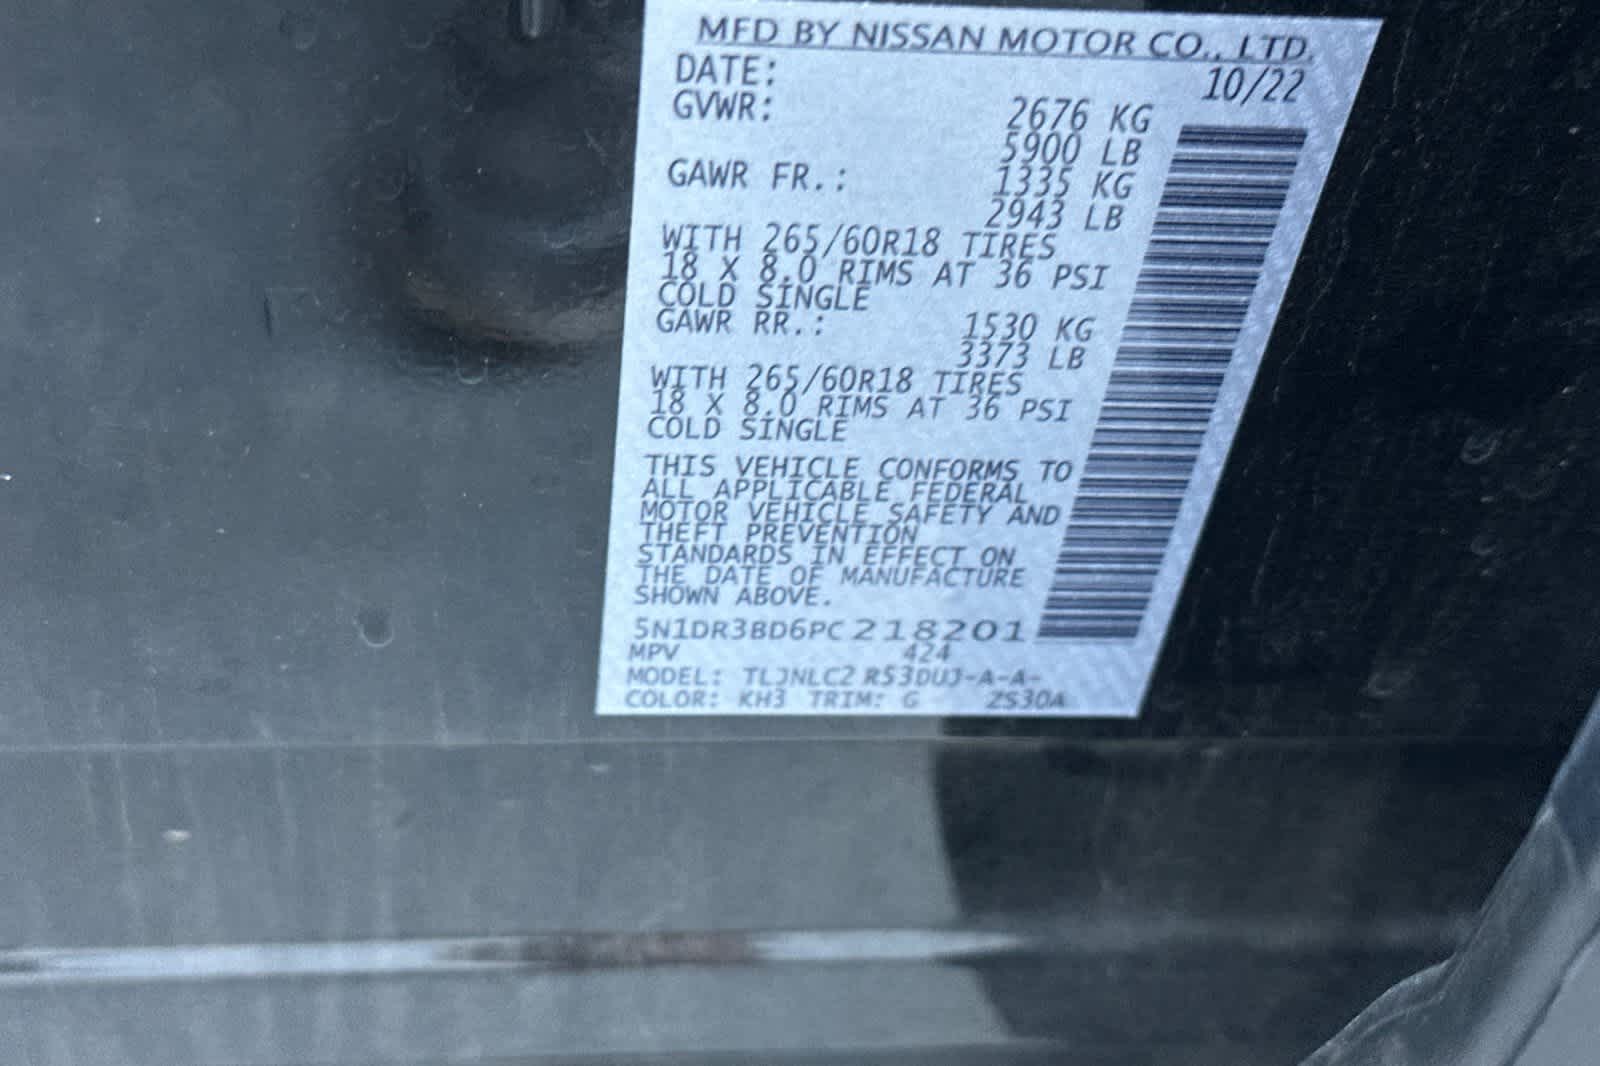 MFD BY NISSAN MOTOR CO., LTD.
DATE: 10/22
GVWR: 2676 KG
5900 LB
GAWR FR.: 1335 KG
2943 LB
WITH 265/60R18 TIRES
18 X 8.0 RIMS AT 36 PSI
COLD SINGLE
GAWR RR.: 1530 KG
3373 LB
WITH 265/60R18 TIRES
18 X 8.0 RIMS AT 36 PSI
COLD SINGLE
THIS VEHICLE CONFORMS TO
ALL APPLICABLE FEDERAL
MOTOR VEHICLE SAFETY AND
THEFT PREVENTION
STANDARDS IN EFFECT ON
THE DATE OF MANUFACTURE
SHOWN ABOVE.
5N1DR3BD6PC218201
MPV 424
MODEL: TLJNLC2 R53DUJ-A-A-
COLOR: KH3 TRIM: G ZS30A